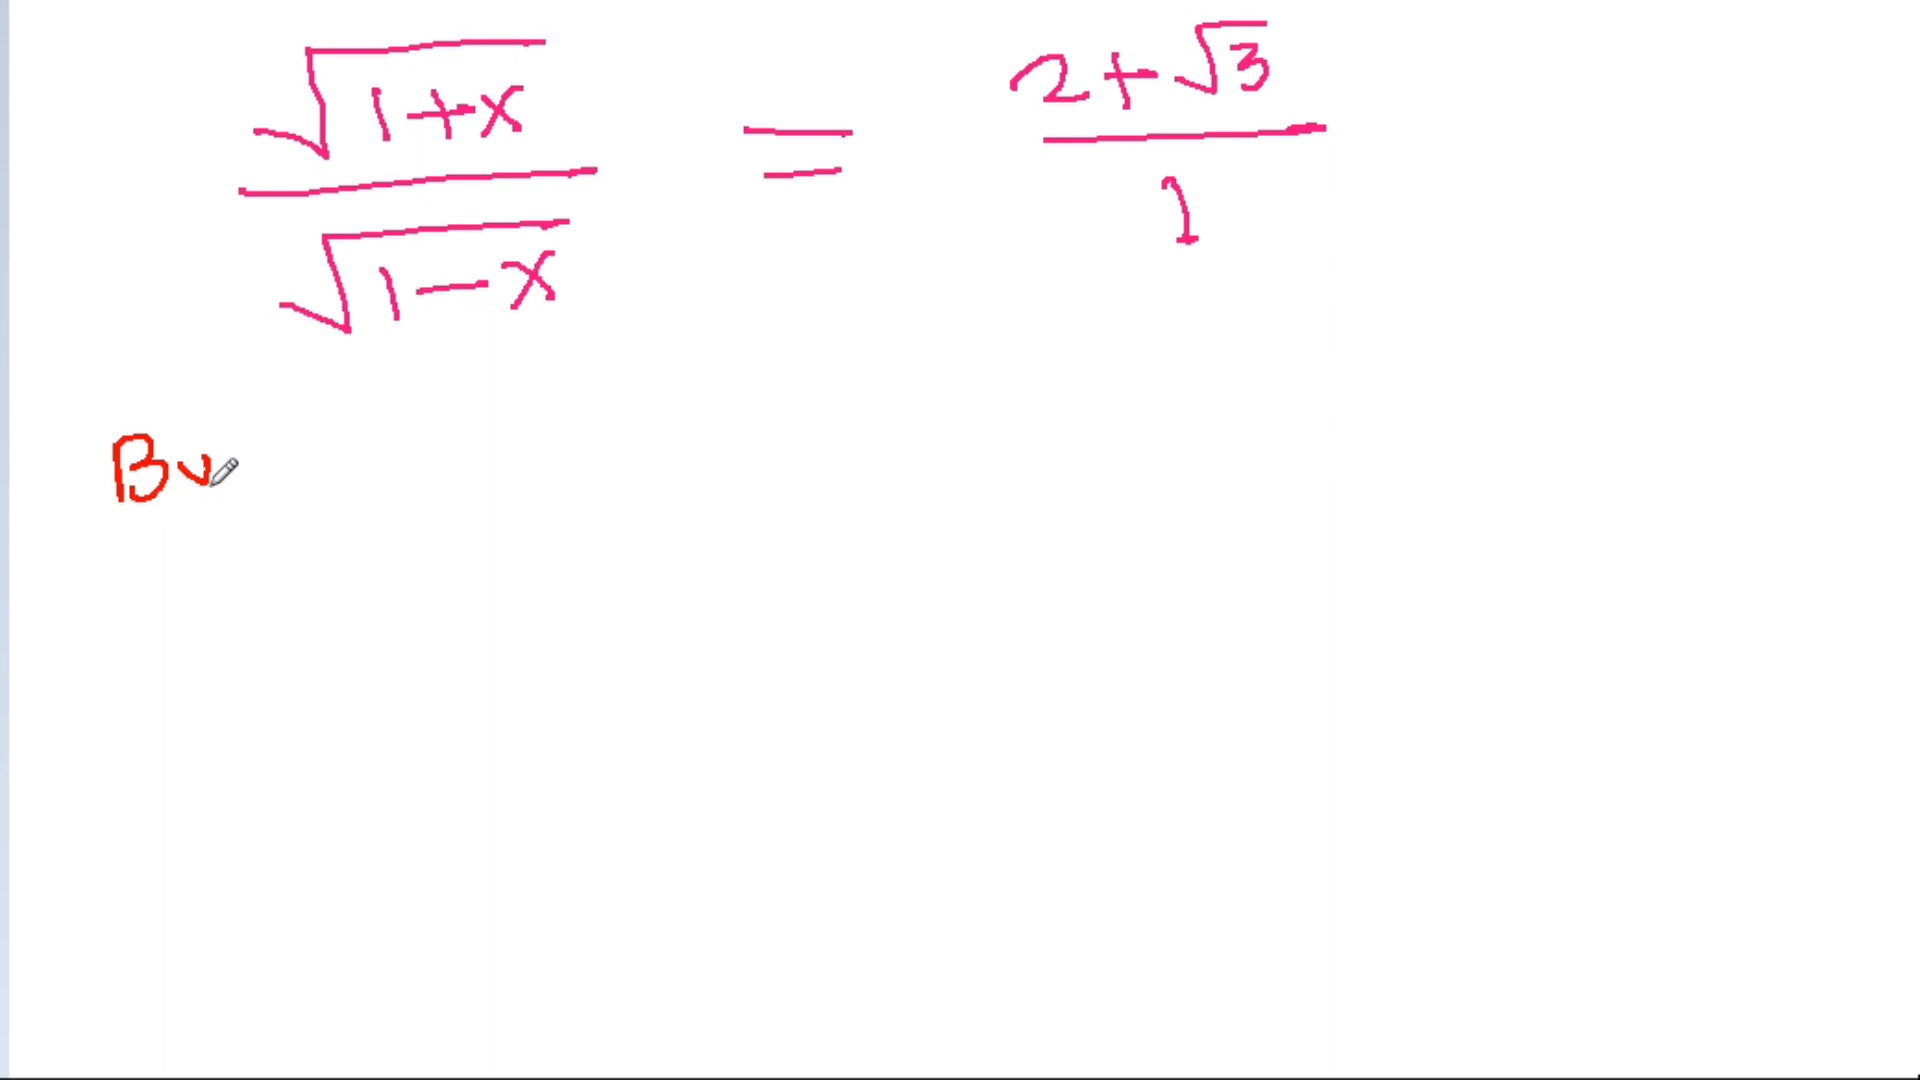 √(1+x) / √(1-x) = (2+√3) / 1
By